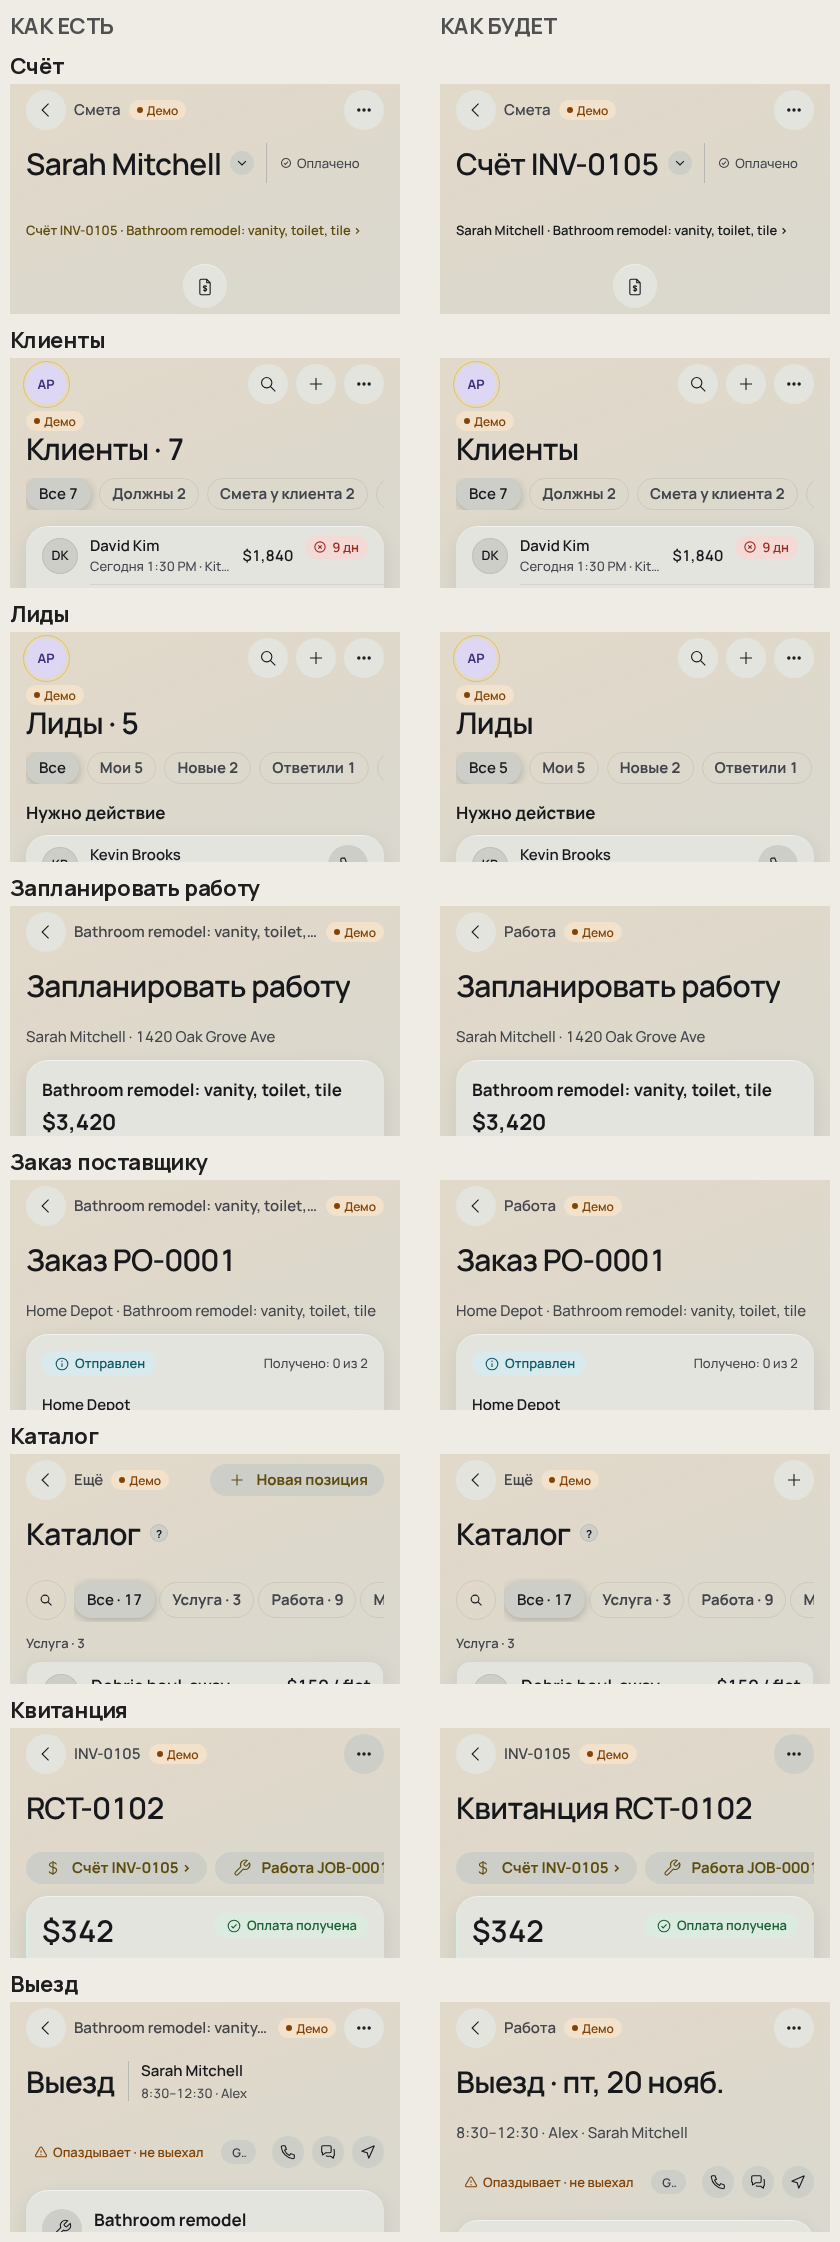 КАК ЕСТЬ
КАК БУДЕТ
Счёт
Смета
Демо
Sarah Mitchell
Оплачено
Счёт INV-0105 · Bathroom remodel: vanity, toilet, tile ›
Смета
Демо
Счёт INV-0105
Оплачено
Sarah Mitchell · Bathroom remodel: vanity, toilet, tile ›
Клиенты
AP
Демо
Клиенты · 7
Все 7
Должны 2
Смета у клиента 2
DK
David Kim
$1,840
9 дн
Сегодня 1:30 PM · Kit...
AP
Демо
Клиенты
Все 7
Должны 2
Смета у клиента 2
DK
David Kim
$1,840
9 дн
Сегодня 1:30 PM · Kit...
Лиды
AP
Демо
Лиды · 5
Все
Мои 5
Новые 2
Ответили 1
Нужно действие
Kevin Brooks
AP
Демо
Лиды
Все 5
Мои 5
Новые 2
Ответили 1
Нужно действие
Kevin Brooks
Запланировать работу
Bathroom remodel: vanity, toilet,...
Демо
Запланировать работу
Sarah Mitchell · 1420 Oak Grove Ave
Bathroom remodel: vanity, toilet, tile
$3,420
Работа
Демо
Запланировать работу
Sarah Mitchell · 1420 Oak Grove Ave
Bathroom remodel: vanity, toilet, tile
$3,420
Заказ поставщику
Bathroom remodel: vanity, toilet,...
Демо
Заказ PO-0001
Home Depot · Bathroom remodel: vanity, toilet, tile
Отправлен
Получено: 0 из 2
Home Depot
Работа
Демо
Заказ PO-0001
Home Depot · Bathroom remodel: vanity, toilet, tile
Отправлен
Получено: 0 из 2
Home Depot
Каталог
Ещё
Демо
+ Новая позиция
Каталог ?
Все · 17
Услуга · 3
Работа · 9
Услуга · 3
Ещё
Демо
Каталог ?
Все · 17
Услуга · 3
Работа · 9
Услуга · 3
Квитанция
INV-0105
Демо
RCT-0102
$ Счёт INV-0105 ›
Работа JOB-0001
$342
Оплата получена
INV-0105
Демо
Квитанция RCT-0102
$ Счёт INV-0105 ›
Работа JOB-0001
$342
Оплата получена
Выезд
Bathroom remodel: vanity...
Демо
Выезд
Sarah Mitchell
8:30–12:30 · Alex
Опаздывает · не выехал
G..
Bathroom remodel
Работа
Демо
Выезд · пт, 20 нояб.
8:30–12:30 · Alex · Sarah Mitchell
Опаздывает · не выехал
G..